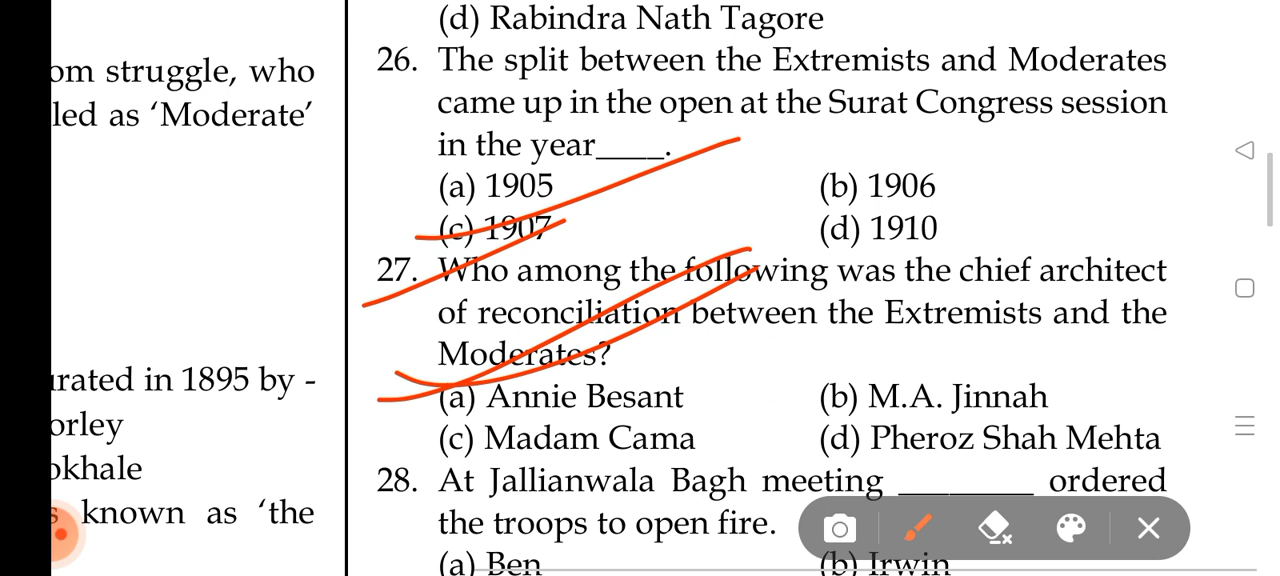 om struggle, who
led as ‘Moderate’
rated in 1895 by -
orley
okhale
s known as ‘the
(d) Rabindra Nath Tagore
26. The split between the Extremists and Moderates
came up in the open at the Surat Congress session
in the year____.
(a) 1905 (b) 1906
(c) 1907 (d) 1910
27. Who among the following was the chief architect
of reconciliation between the Extremists and the
Moderates?
(a) Annie Besant (b) M.A. Jinnah
(c) Madam Cama (d) Pheroz Shah Mehta
28. At Jallianwala Bagh meeting ________ ordered
the troops to open fire.
(a) Ben (b) Irwin